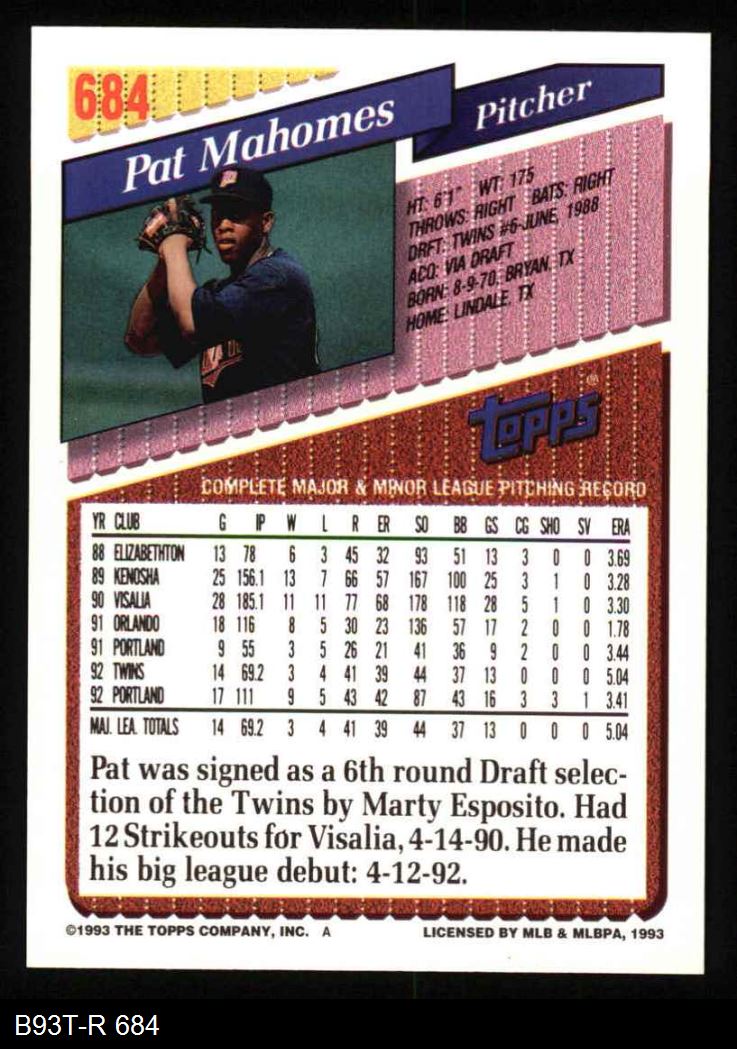 684
Pat Mahomes
Pitcher
HT: 6'1" WT: 175
THROWS: RIGHT BATS: RIGHT
DRFT: TWINS #6-JUNE, 1988
ACQ: VIA DRAFT
BORN: 8-9-70, BRYAN, TX
HOME: LINDALE, TX
Topps
COMPLETE MAJOR & MINOR LEAGUE PITCHING RECORD
YR CLUB G IP W L R ER SO BB GS CG SHO SV ERA
88 ELIZABETHTON 13 78 6 3 45 32 93 51 13 3 0 0 3.69
89 KENOSHA 25 156.1 13 7 66 57 167 100 25 3 1 0 3.28
90 VISALIA 28 185.1 11 11 77 68 178 118 28 5 1 0 3.30
91 ORLANDO 18 116 8 5 30 23 136 57 17 2 0 0 1.78
91 PORTLAND 9 55 3 5 26 21 41 36 9 2 0 0 3.44
92 TWINS 14 69.2 3 4 41 39 44 37 13 0 0 0 5.04
92 PORTLAND 17 111 9 5 43 42 87 43 16 3 3 1 3.41
MAJ. LEA. TOTALS 14 69.2 3 4 41 39 44 37 13 0 0 0 5.04
Pat was signed as a 6th round Draft selec-
tion of the Twins by Marty Esposito. Had
12 Strikeouts for Visalia, 4-14-90. He made
his big league debut: 4-12-92.
©1993 THE TOPPS COMPANY, INC. A LICENSED BY MLB & MLBPA, 1993
B93T-R 684